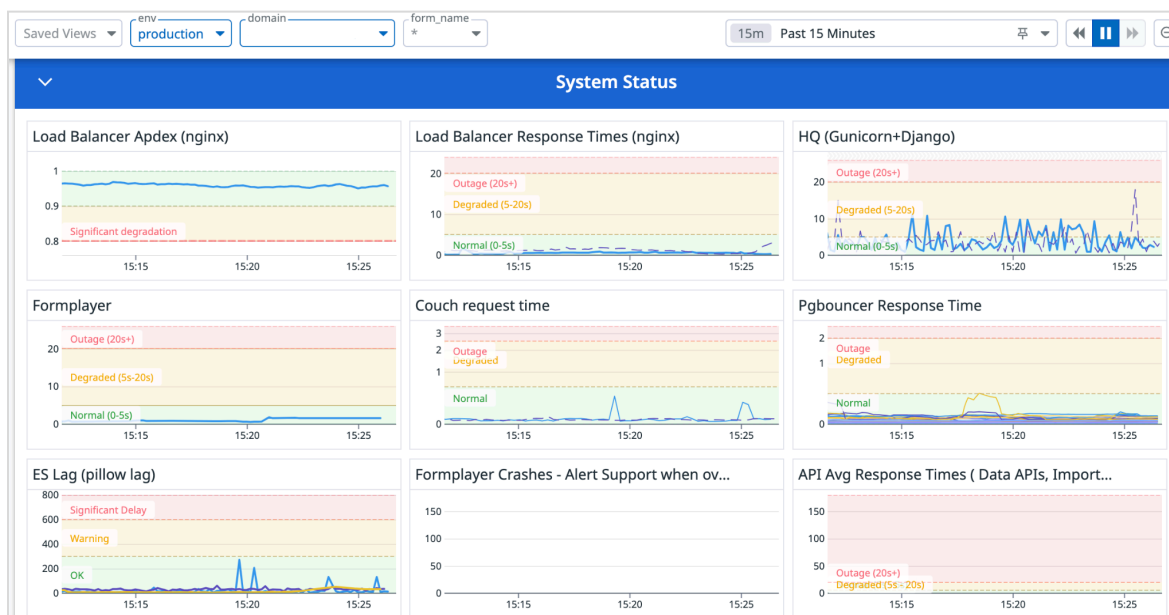 Saved Views
env
production
domain
form_name
*
15m Past 15 Minutes
System Status
Load Balancer Apdex (nginx)
1
0.9
0.8
Significant degradation
15:15 15:20 15:25
Load Balancer Response Times (nginx)
20
10
0
Outage (20s+)
Degraded (5-20s)
Normal (0-5s)
15:15 15:20 15:25
HQ (Gunicorn+Django)
20
10
0
Outage (20s+)
Degraded (5-20s)
Normal (0-5s)
15:15 15:20 15:25
Formplayer
20
10
0
Outage (20s+)
Degraded (5s-20s)
Normal (0-5s)
15:15 15:20 15:25
Couch request time
3
2
1
0
Outage
Degraded
Normal
15:15 15:20 15:25
Pgbouncer Response Time
2
1
0
Outage
Degraded
Normal
15:15 15:20 15:25
ES Lag (pillow lag)
800
600
400
200
0
Significant Delay
Warning
OK
15:15 15:20 15:25
Formplayer Crashes - Alert Support when ov...
150
100
50
0
15:15 15:20 15:25
API Avg Response Times ( Data APIs, Import...
150
100
50
0
Outage (20s+)
Degraded (5s - 20s)
15:15 15:20 15:25